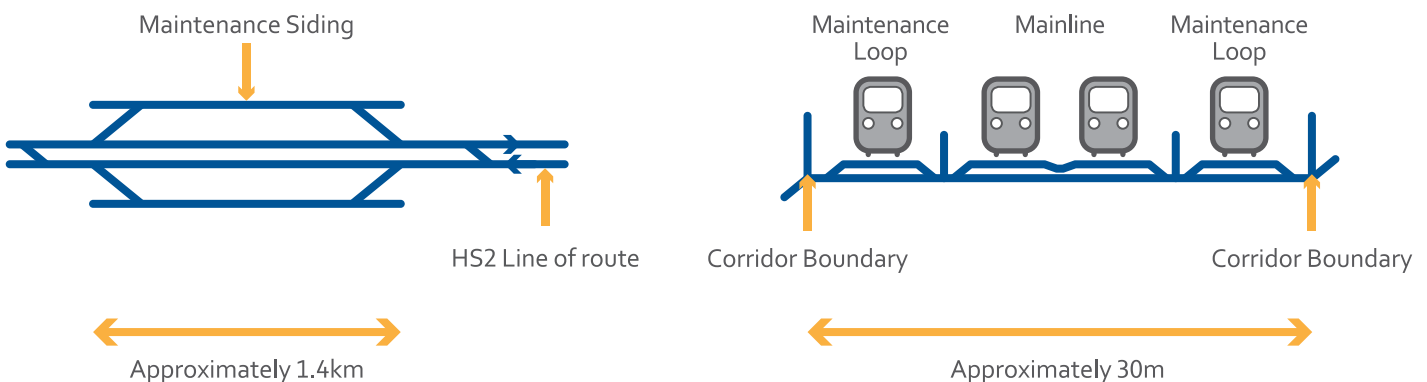 Maintenance Siding
HS2 Line of route
Approximately 1.4km
Maintenance
Loop
Mainline
Maintenance
Loop
Corridor Boundary
Corridor Boundary
Approximately 30m